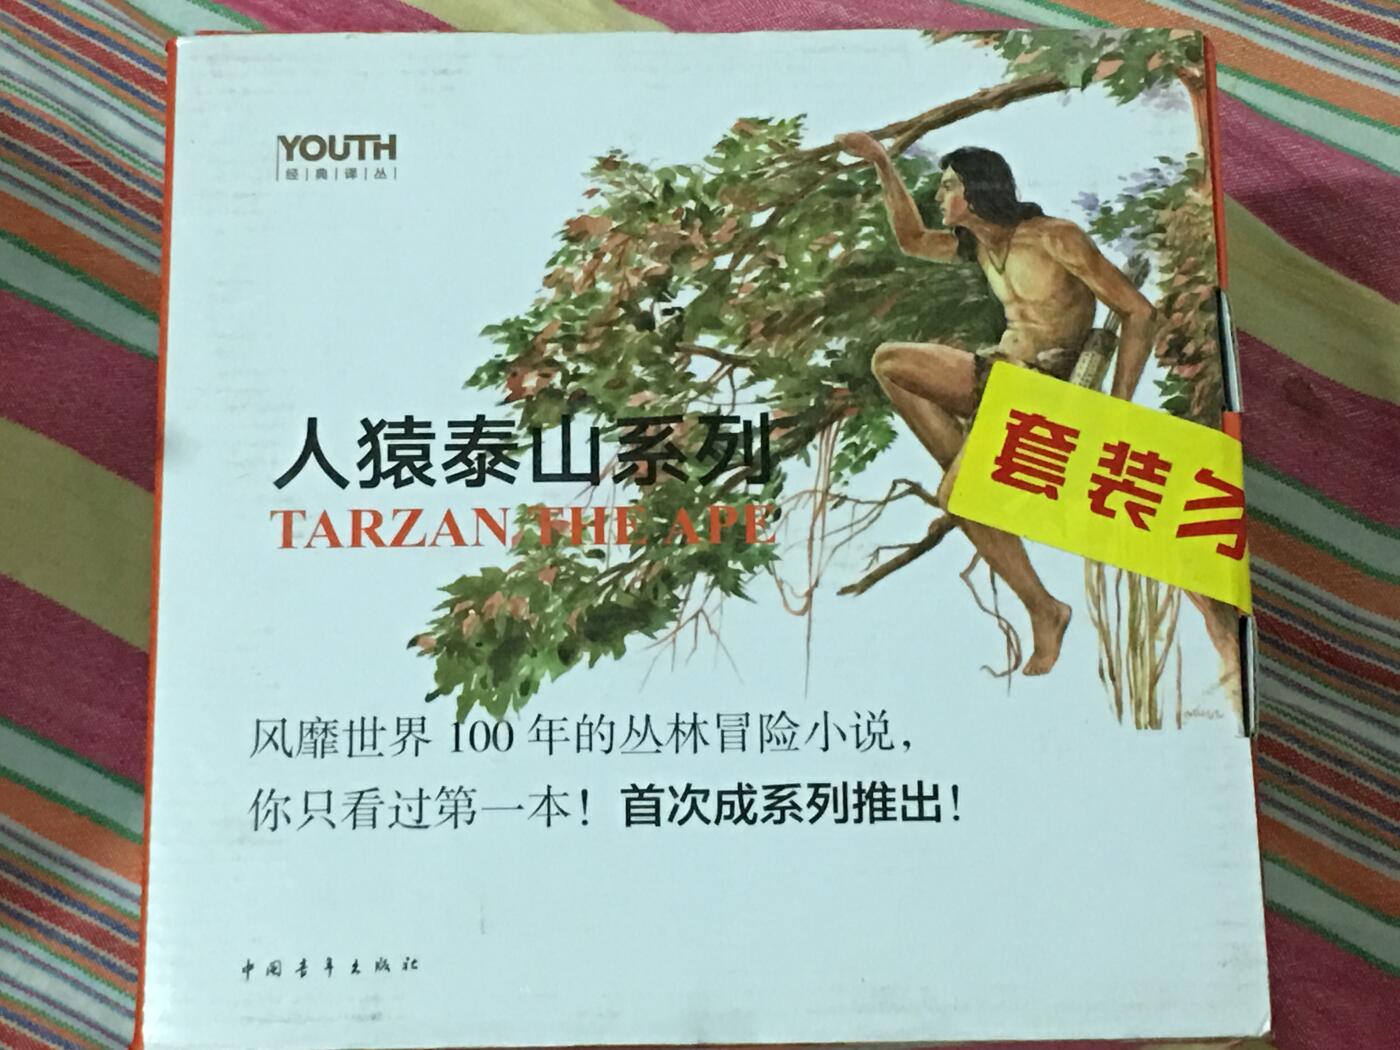 YOUTH
经|典|译|丛|
人猿泰山系列
TARZAN, THE APE
套装
风靡世界 100 年的丛林冒险小说，
你只看过第一本！首次成系列推出！
中国青年出版社